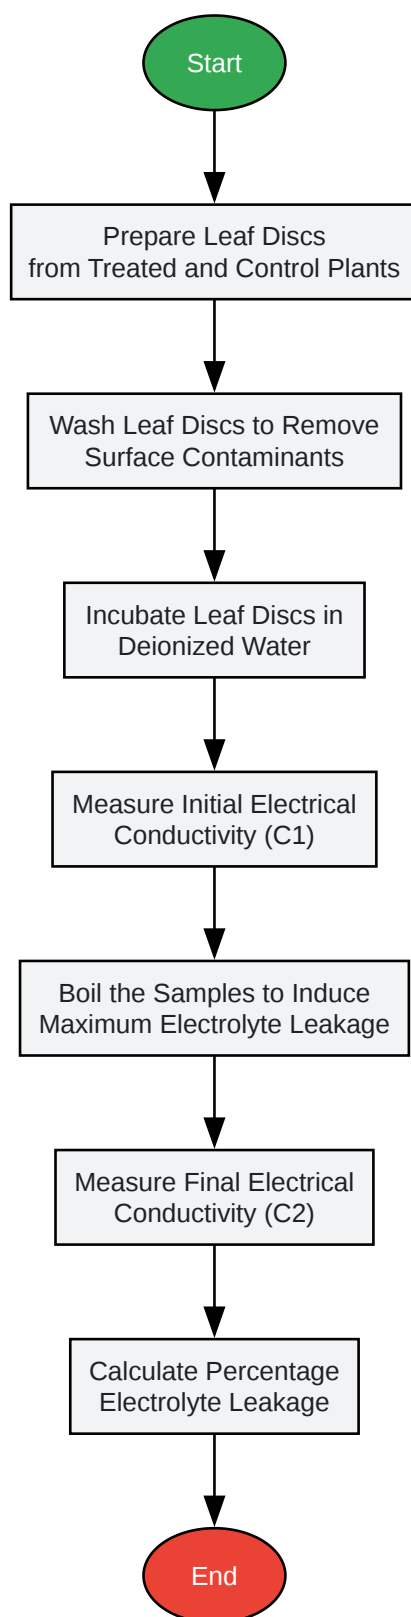 Start
Prepare Leaf Discs
from Treated and Control Plants
Wash Leaf Discs to Remove
Surface Contaminants
Incubate Leaf Discs in
Deionized Water
Measure Initial Electrical
Conductivity (C1)
Boil the Samples to Induce
Maximum Electrolyte Leakage
Measure Final Electrical
Conductivity (C2)
Calculate Percentage
Electrolyte Leakage
End